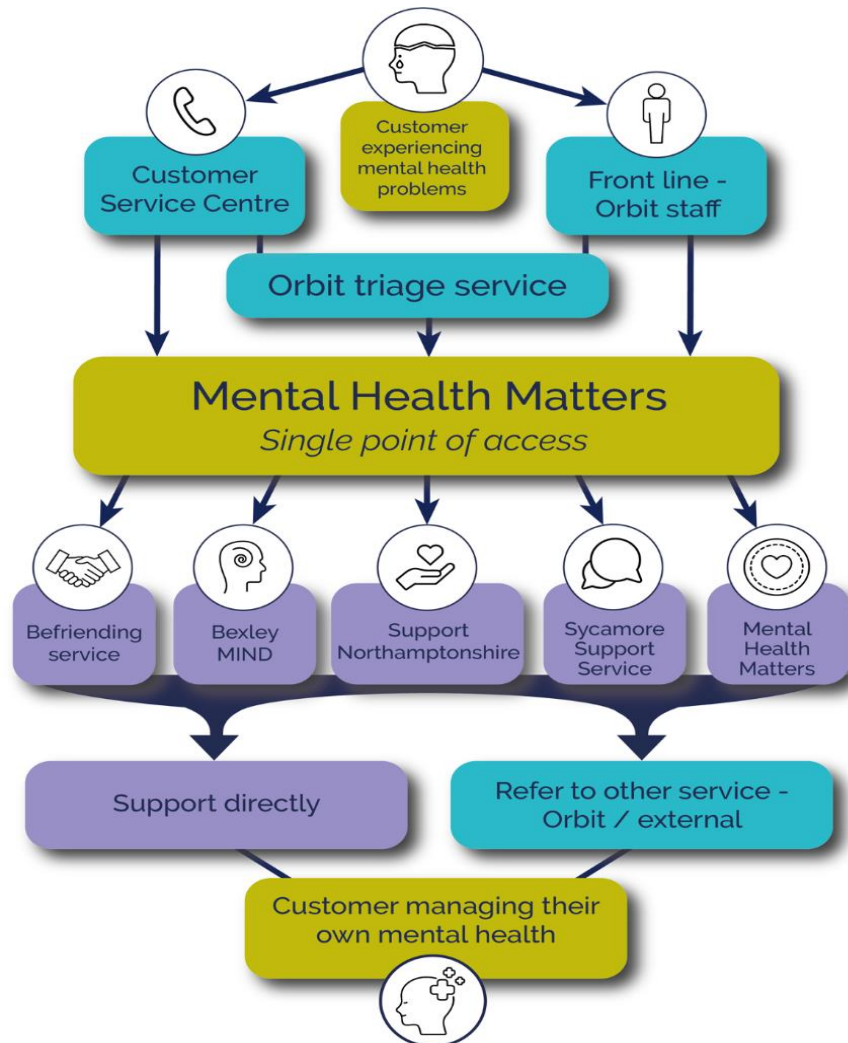 Customer
experiencing
mental health
problems
Customer
Service Centre
Front line -
Orbit staff
Orbit triage service
Mental Health Matters
Single point of access
Befriending
service
Bexley
MIND
Support
Northamptonshire
Sycamore
Support
Service
Mental
Health
Matters
Support directly
Refer to other service -
Orbit / external
Customer managing their
own mental health